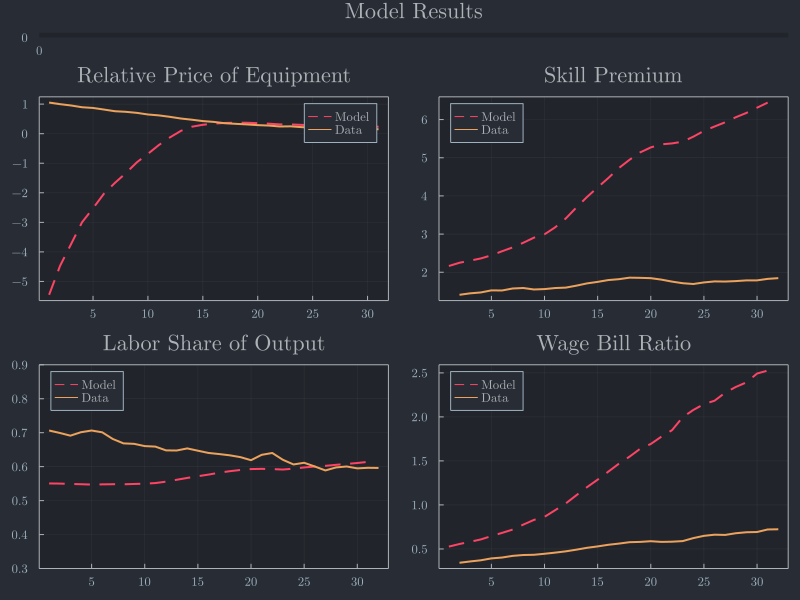 Model Results
0
0
Relative Price of Equipment
1
0
−1
−2
−3
−4
−5
5 10 15 20 25 30
Model
Data
Skill Premium
6
5
4
3
2
5 10 15 20 25 30
Model
Data
Labor Share of Output
0.9
0.8
0.7
0.6
0.5
0.4
0.3
5 10 15 20 25 30
Model
Data
Wage Bill Ratio
2.5
2.0
1.5
1.0
0.5
5 10 15 20 25 30
Model
Data